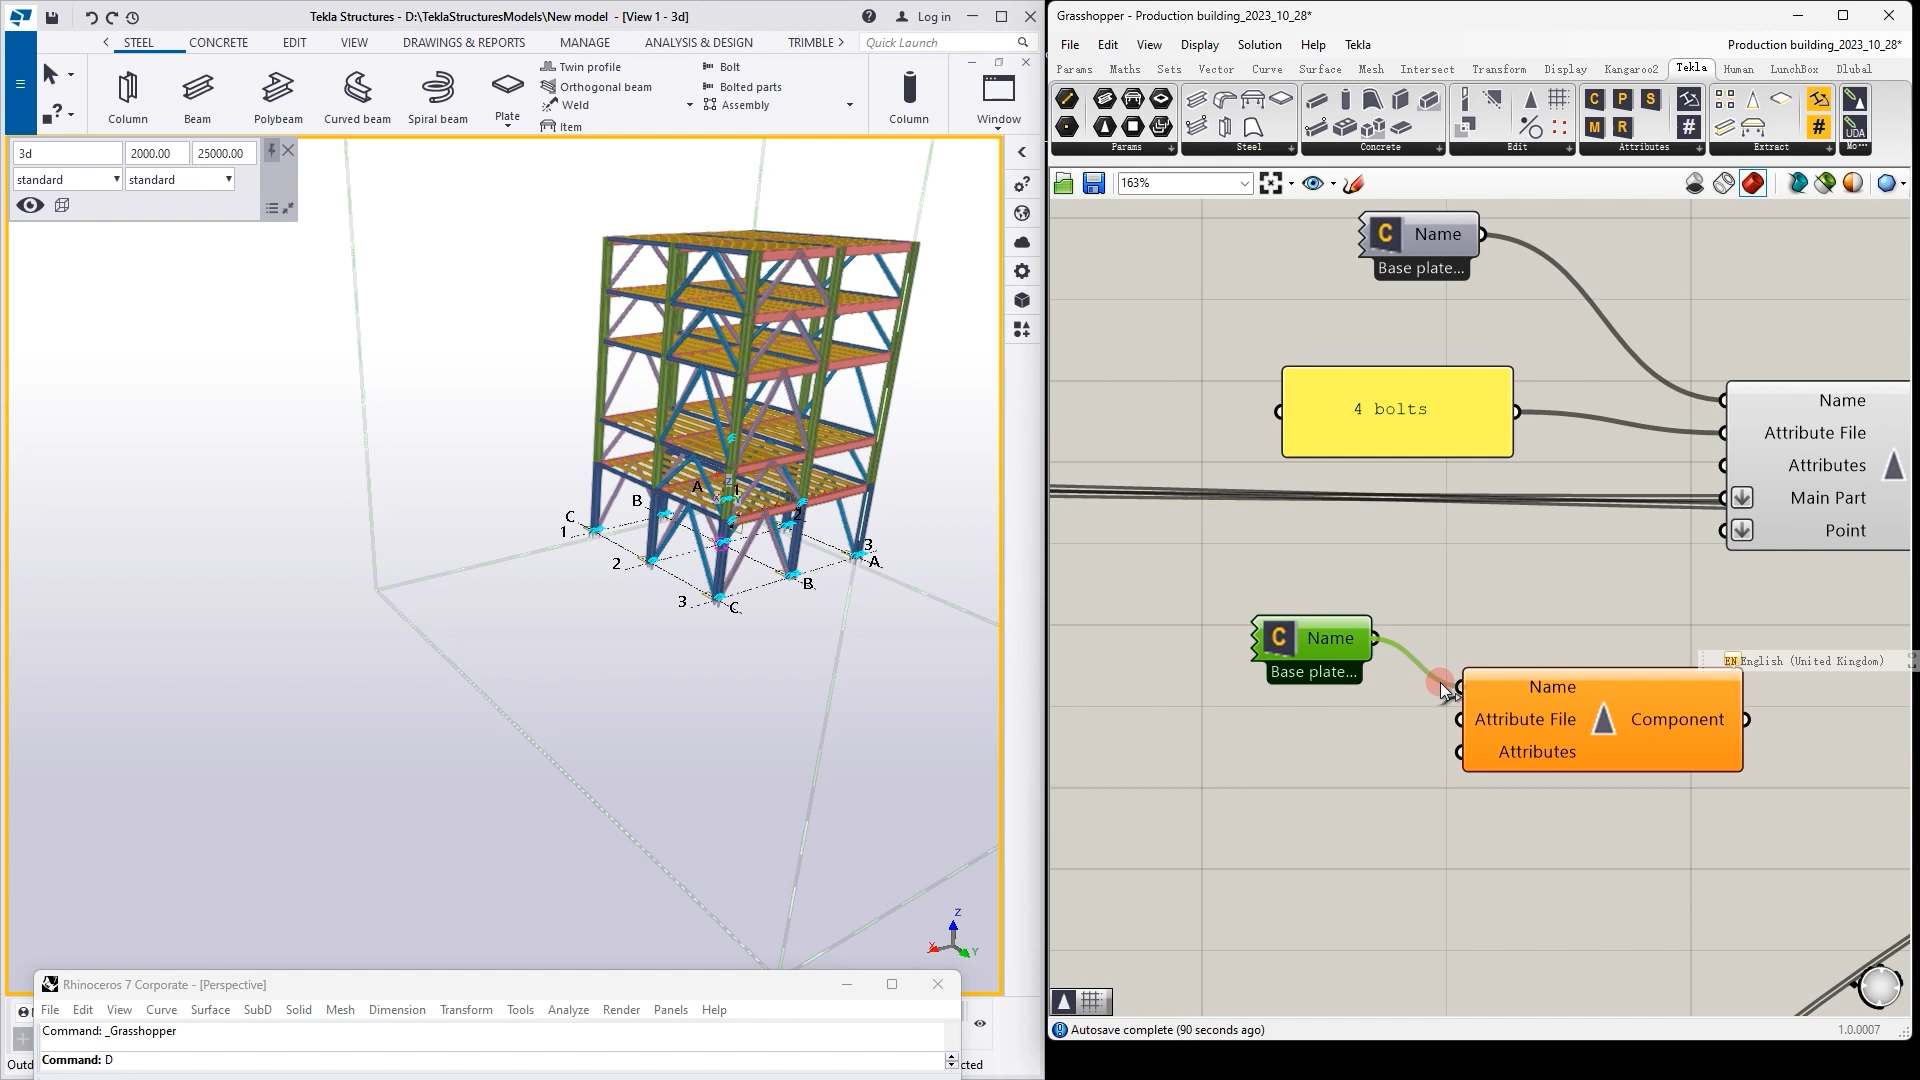 Tekla Structures - D:\TeklaStructuresModels\New model - [View 1 - 3d]
Log in
STEEL CONCRETE EDIT VIEW DRAWINGS & REPORTS MANAGE ANALYSIS & DESIGN TRIMBLE
Quick Launch
Column
Beam
Polybeam
Curved beam
Spiral beam
Plate
Twin profile
Orthogonal beam
Weld
Item
Bolt
Bolted parts
Assembly
Column
Window
3d
2000.00
25000.00
standard
standard
A
1
B
2
C
1
2
3
A
B
3
C
Z
X
Y
Rhinoceros 7 Corporate - [Perspective]
File Edit View Curve Surface SubD Solid Mesh Dimension Transform Tools Analyze Render Panels Help
Command: _Grasshopper
Command: D
Outd
cted
Grasshopper - Production building_2023_10_28*
File Edit View Display Solution Help Tekla
Production building_2023_10_28*
Params Maths Sets Vector Curve Surface Mesh Intersect Transform Display Kangaroo2 Tekla Human LunchBox Dlubal
C P S
M R #
#
UDA
Params Steel Concrete Edit Attributes Extract Mo...
163%
C Name
Base plate...
4 bolts
Name
Attribute File
Attributes
Main Part
Point
C Name
Base plate...
EN English (United Kingdom)
Name
Attribute File
Attributes
Component
Autosave complete (90 seconds ago)
1.0.0007